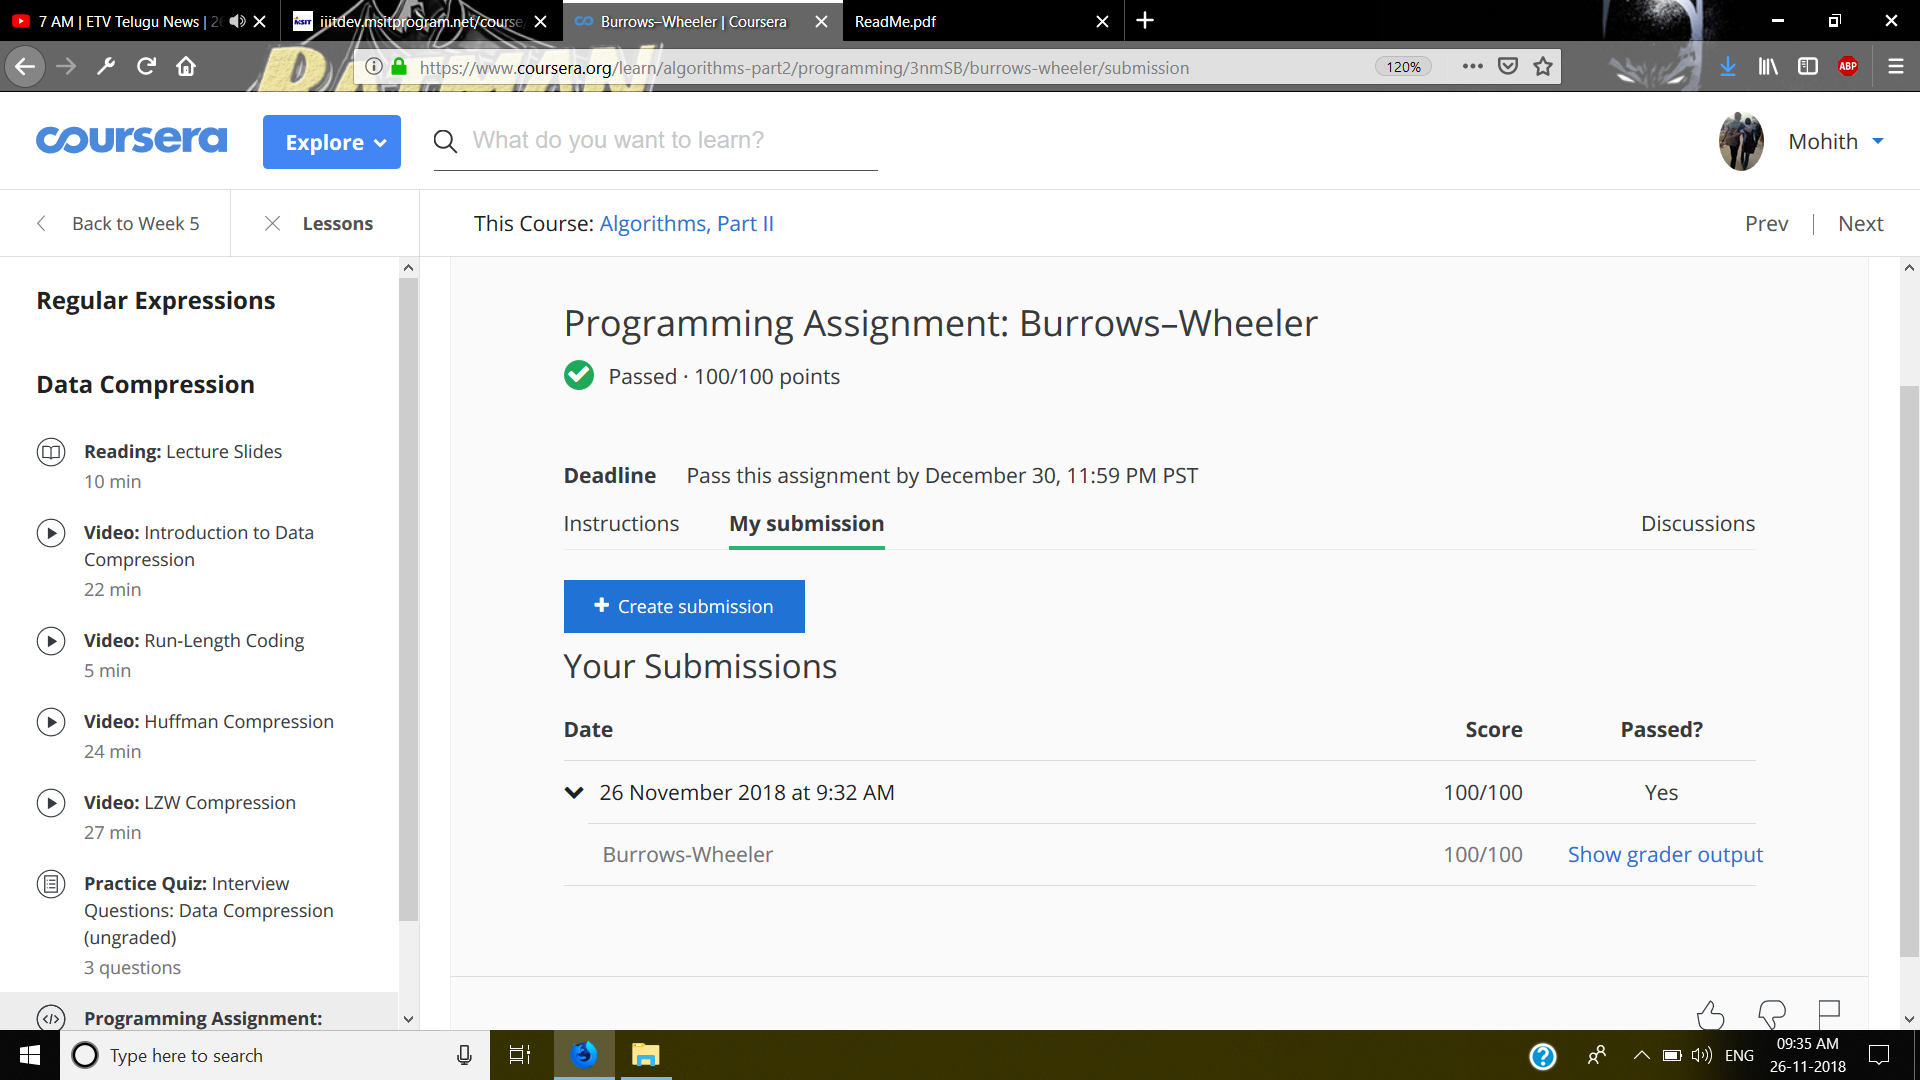 7 AM | ETV Telugu News | 2
ijitdev.msitprogram.net/course
Burrows–Wheeler | Coursera
ReadMe.pdf
https://www.coursera.org/learn/algorithms-part2/programming/3nmSB/burrows-wheeler/submission
120%
ABP
coursera
Explore
What do you want to learn?
Mohith
Back to Week 5
Lessons
This Course: Algorithms, Part II
Prev
Next
Regular Expressions
Data Compression
Reading: Lecture Slides
10 min
Video: Introduction to Data
Compression
22 min
Video: Run-Length Coding
5 min
Video: Huffman Compression
24 min
Video: LZW Compression
27 min
Practice Quiz: Interview
Questions: Data Compression
(ungraded)
3 questions
Programming Assignment:
Programming Assignment: Burrows–Wheeler
Passed · 100/100 points
Deadline Pass this assignment by December 30, 11:59 PM PST
Instructions
My submission
Discussions
+ Create submission
Your Submissions
Date Score Passed?
26 November 2018 at 9:32 AM 100/100 Yes
Burrows-Wheeler 100/100 Show grader output
Type here to search
ENG
09:35 AM
26-11-2018